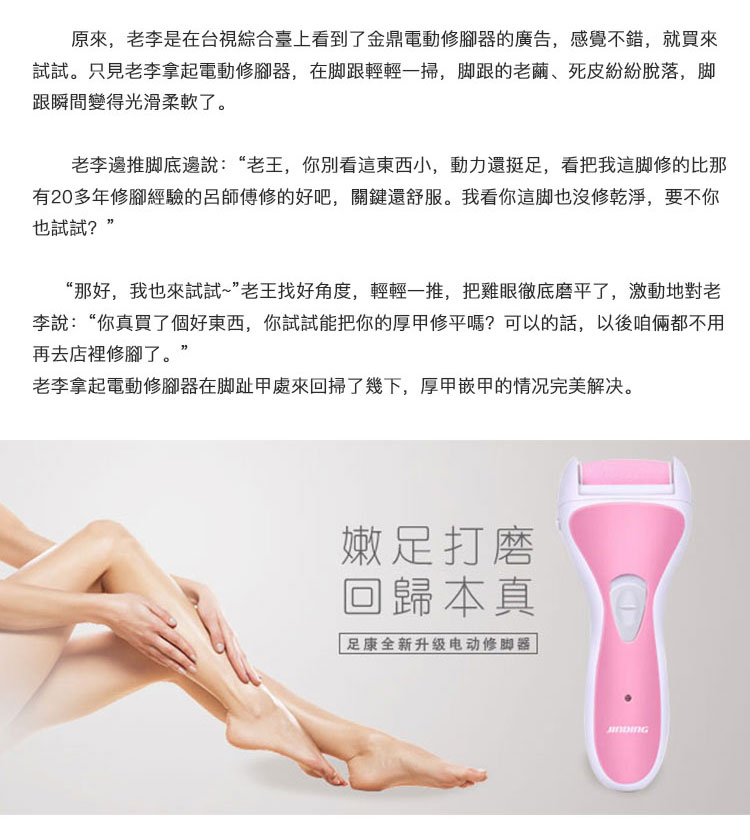 原來，老李是在台視綜合臺上看到了金鼎電動修腳器的廣告，感覺不錯，就買來
試試。只見老李拿起電動修腳器，在脚跟輕輕一掃，脚跟的老繭、死皮紛紛脫落，脚
跟瞬間變得光滑柔軟了。
老李邊推脚底邊說：“老王，你別看這東西小，動力還挺足，看把我這脚修的比那
有20多年修腳經驗的呂師傅修的好吧，關鍵還舒服。我看你這脚也沒修乾淨，要不你
也試試？”
“那好，我也來試試~”老王找好角度，輕輕一推，把雞眼徹底磨平了，激動地對老
李說：“你真買了個好東西，你試試能把你的厚甲修平嗎？可以的話，以後咱倆都不用
再去店裡修腳了。”
老李拿起電動修腳器在脚趾甲處來回掃了幾下，厚甲嵌甲的情况完美解决。
嫩足打磨
回歸本真
足康全新升级电动修脚器
JINDING